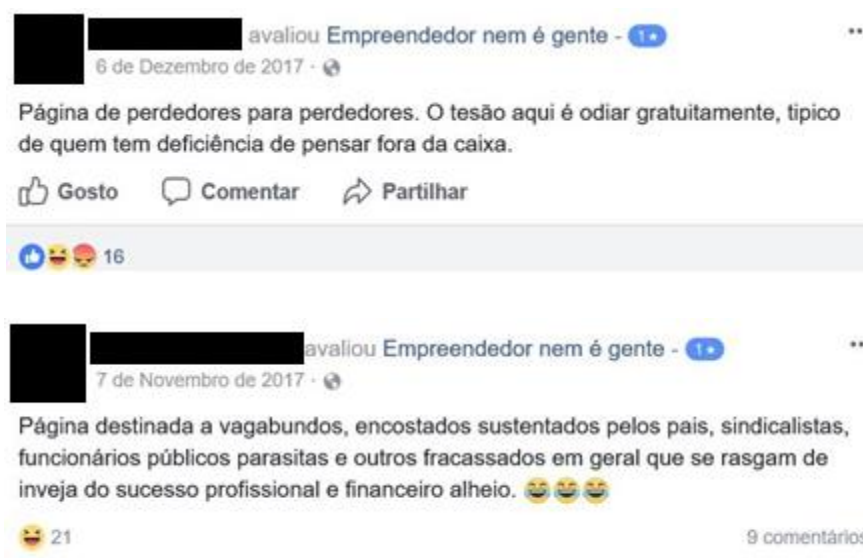 avaliou Empreendedor nem é gente - 1★
6 de Dezembro de 2017 ·
Página de perdedores para perdedores. O tesão aqui é odiar gratuitamente, tipico
de quem tem deficiência de pensar fora da caixa.
Gosto Comentar Partilhar
16
avaliou Empreendedor nem é gente - 1★
7 de Novembro de 2017 ·
Página destinada a vagabundos, encostados sustentados pelos pais, sindicalistas,
funcionários públicos parasitas e outros fracassados em geral que se rasgam de
inveja do sucesso profissional e financeiro alheio. 😂😂😂
21 9 comentários